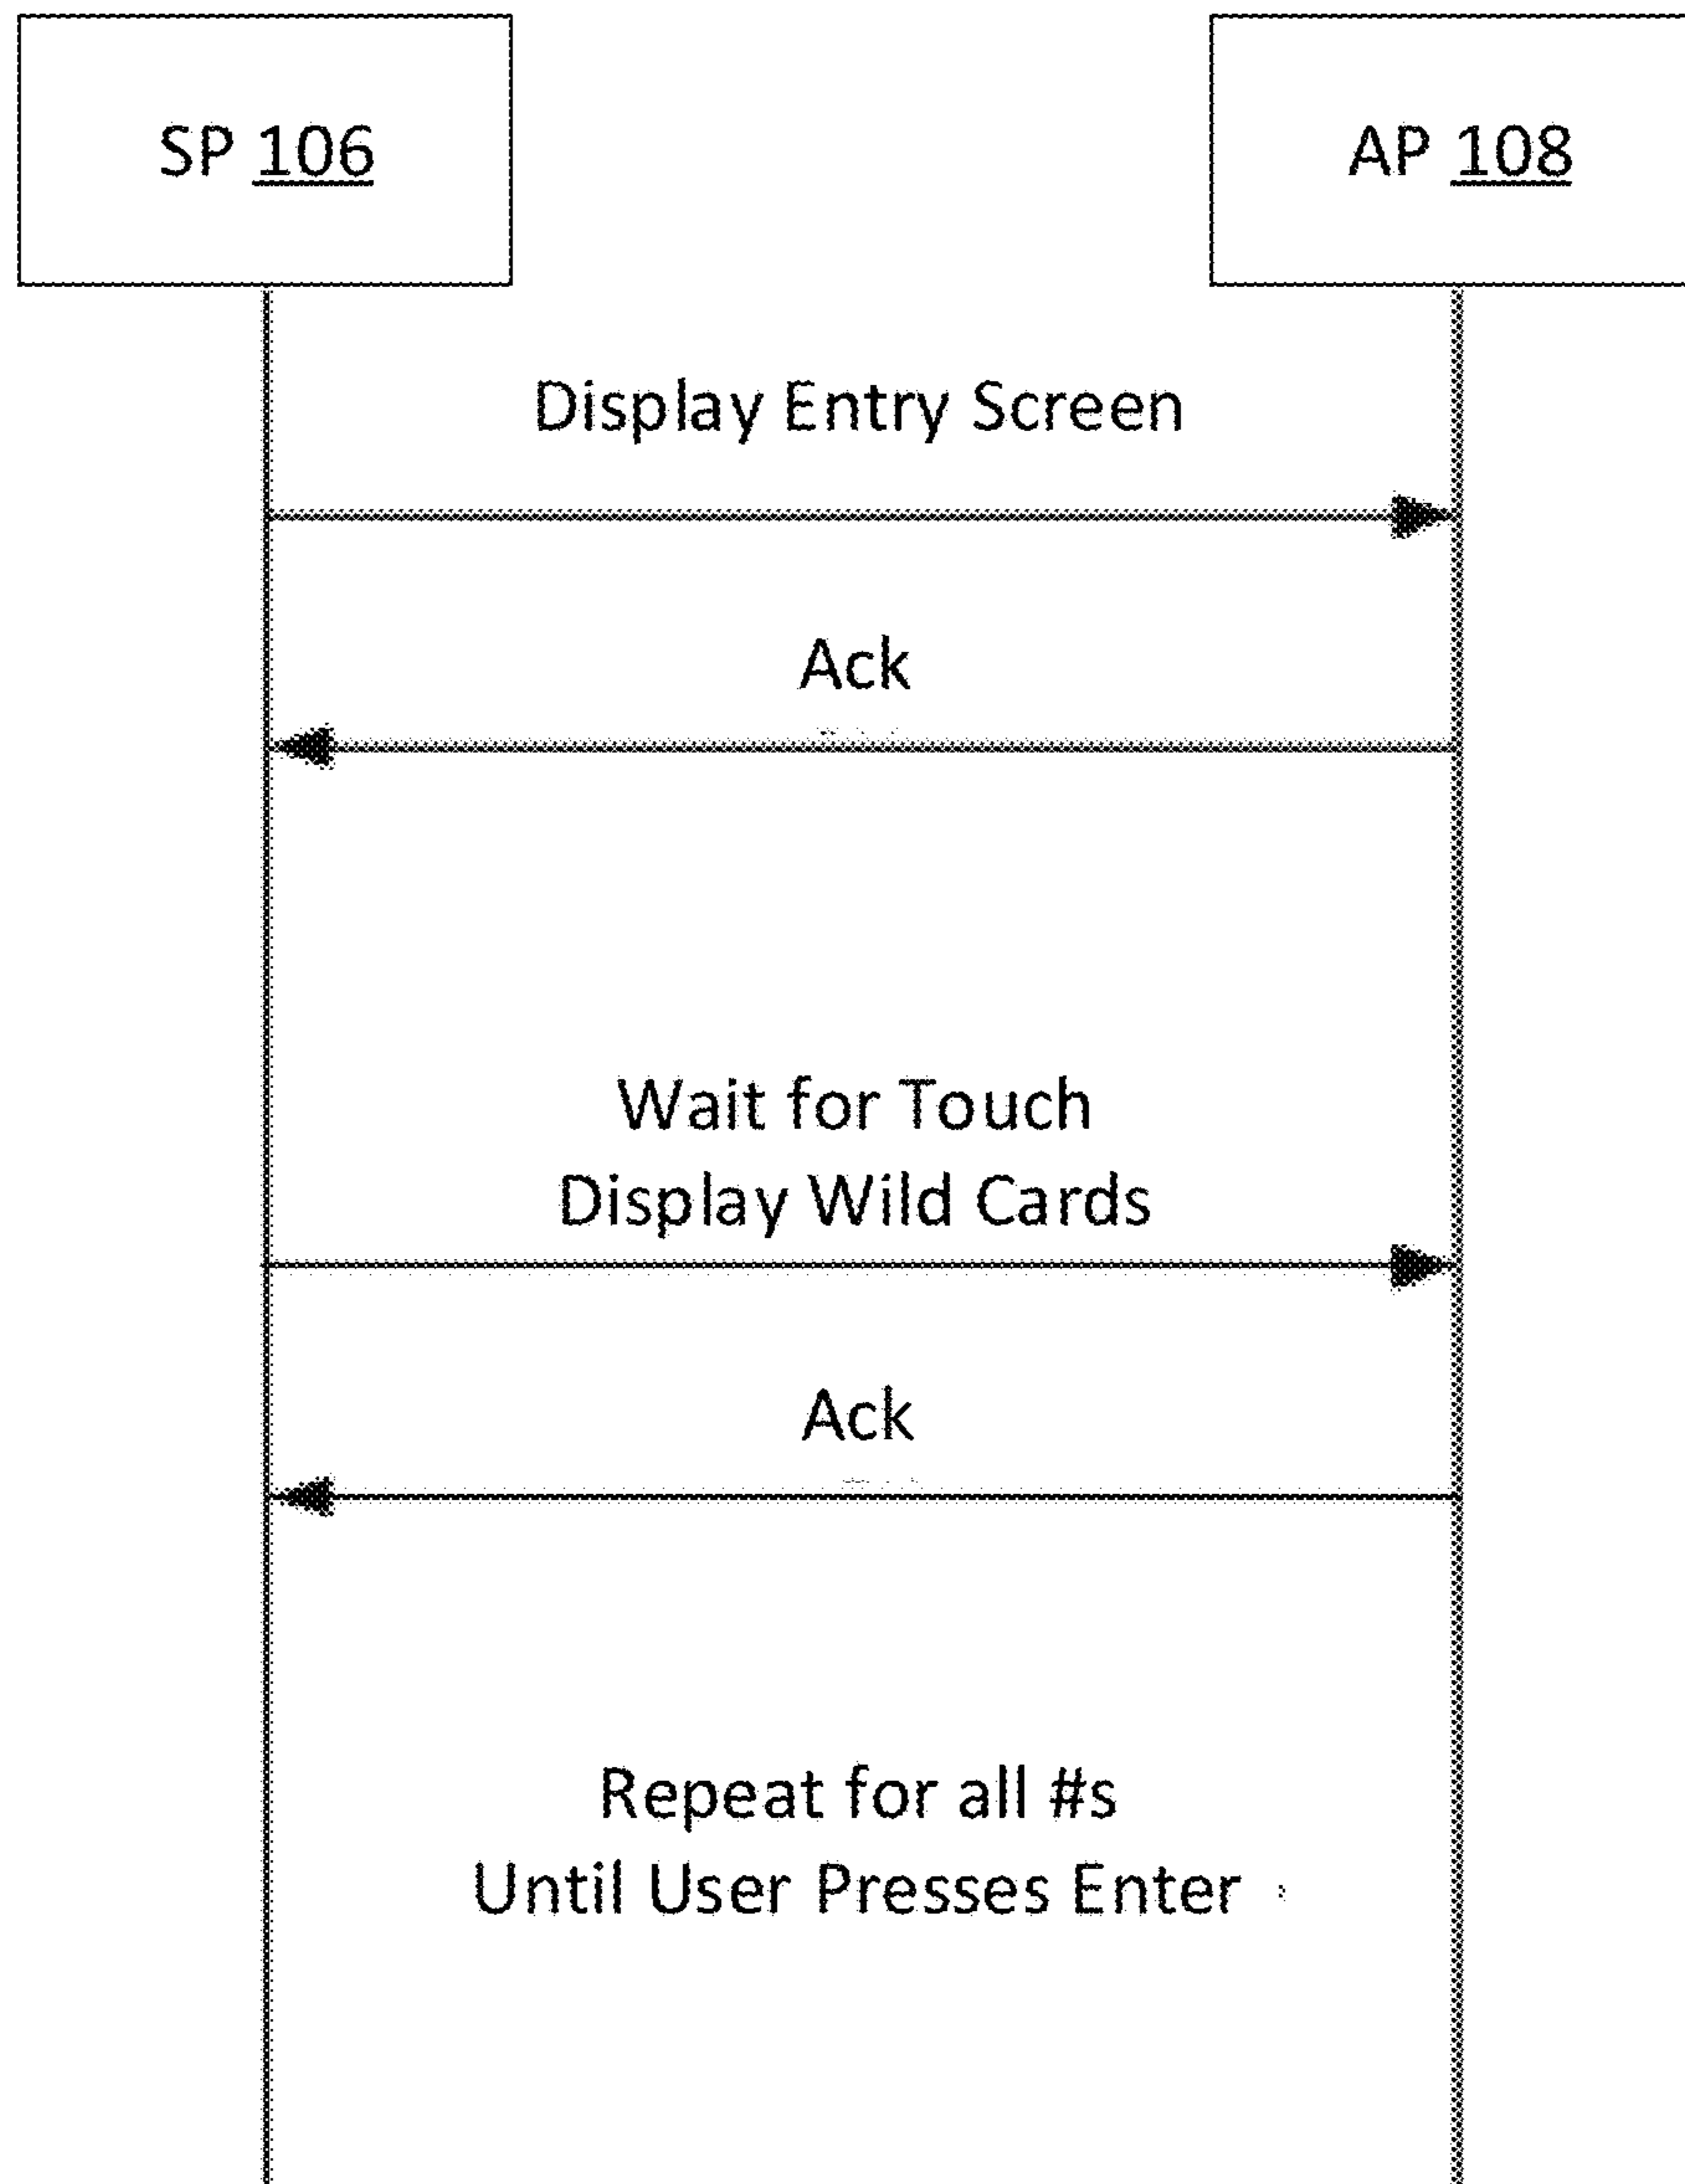 SP 106
AP 108
Display Entry Screen
Ack
Wait for Touch
Display Wild Cards
Ack
Repeat for all #s
Until User Presses Enter